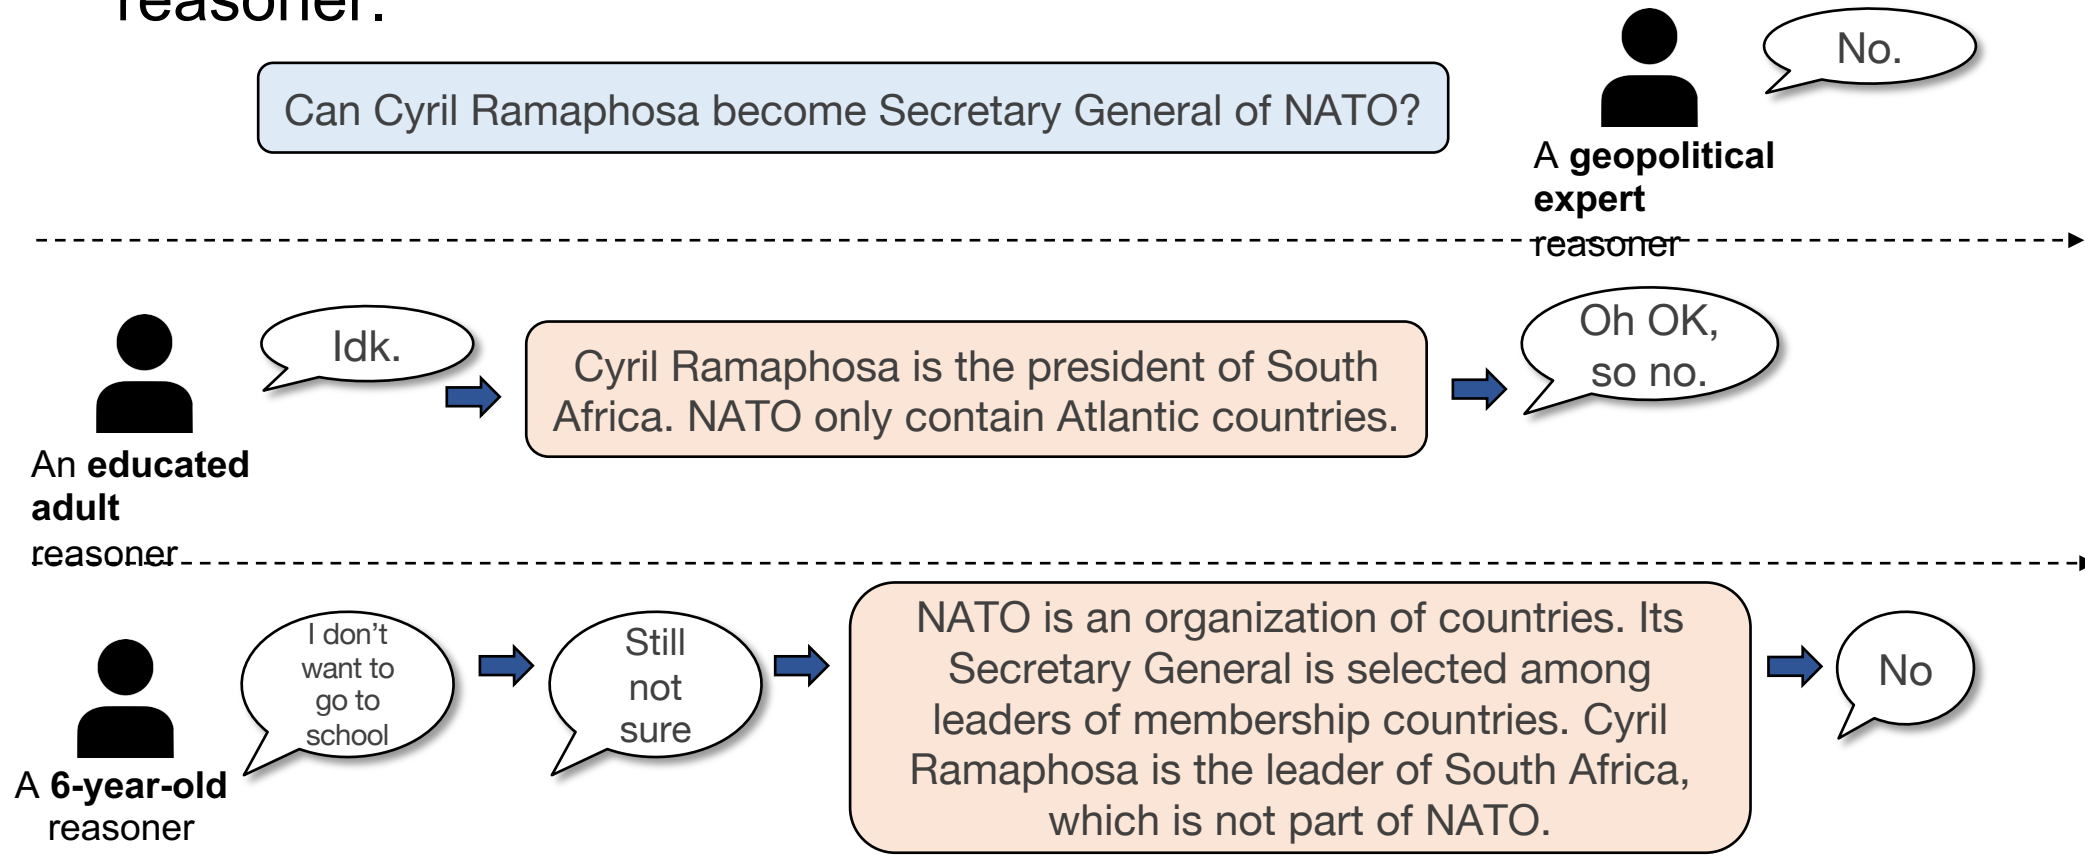 reasoner.
Can Cyril Ramaphosa become Secretary General of NATO?
No.
A geopolitical
expert
reasoner
Idk.
Cyril Ramaphosa is the president of South
Africa. NATO only contain Atlantic countries.
Oh OK,
so no.
An educated
adult
reasoner
I don't
want to
go to
school
Still
not
sure
NATO is an organization of countries. Its
Secretary General is selected among
leaders of membership countries. Cyril
Ramaphosa is the leader of South Africa,
which is not part of NATO.
No
A 6-year-old
reasoner